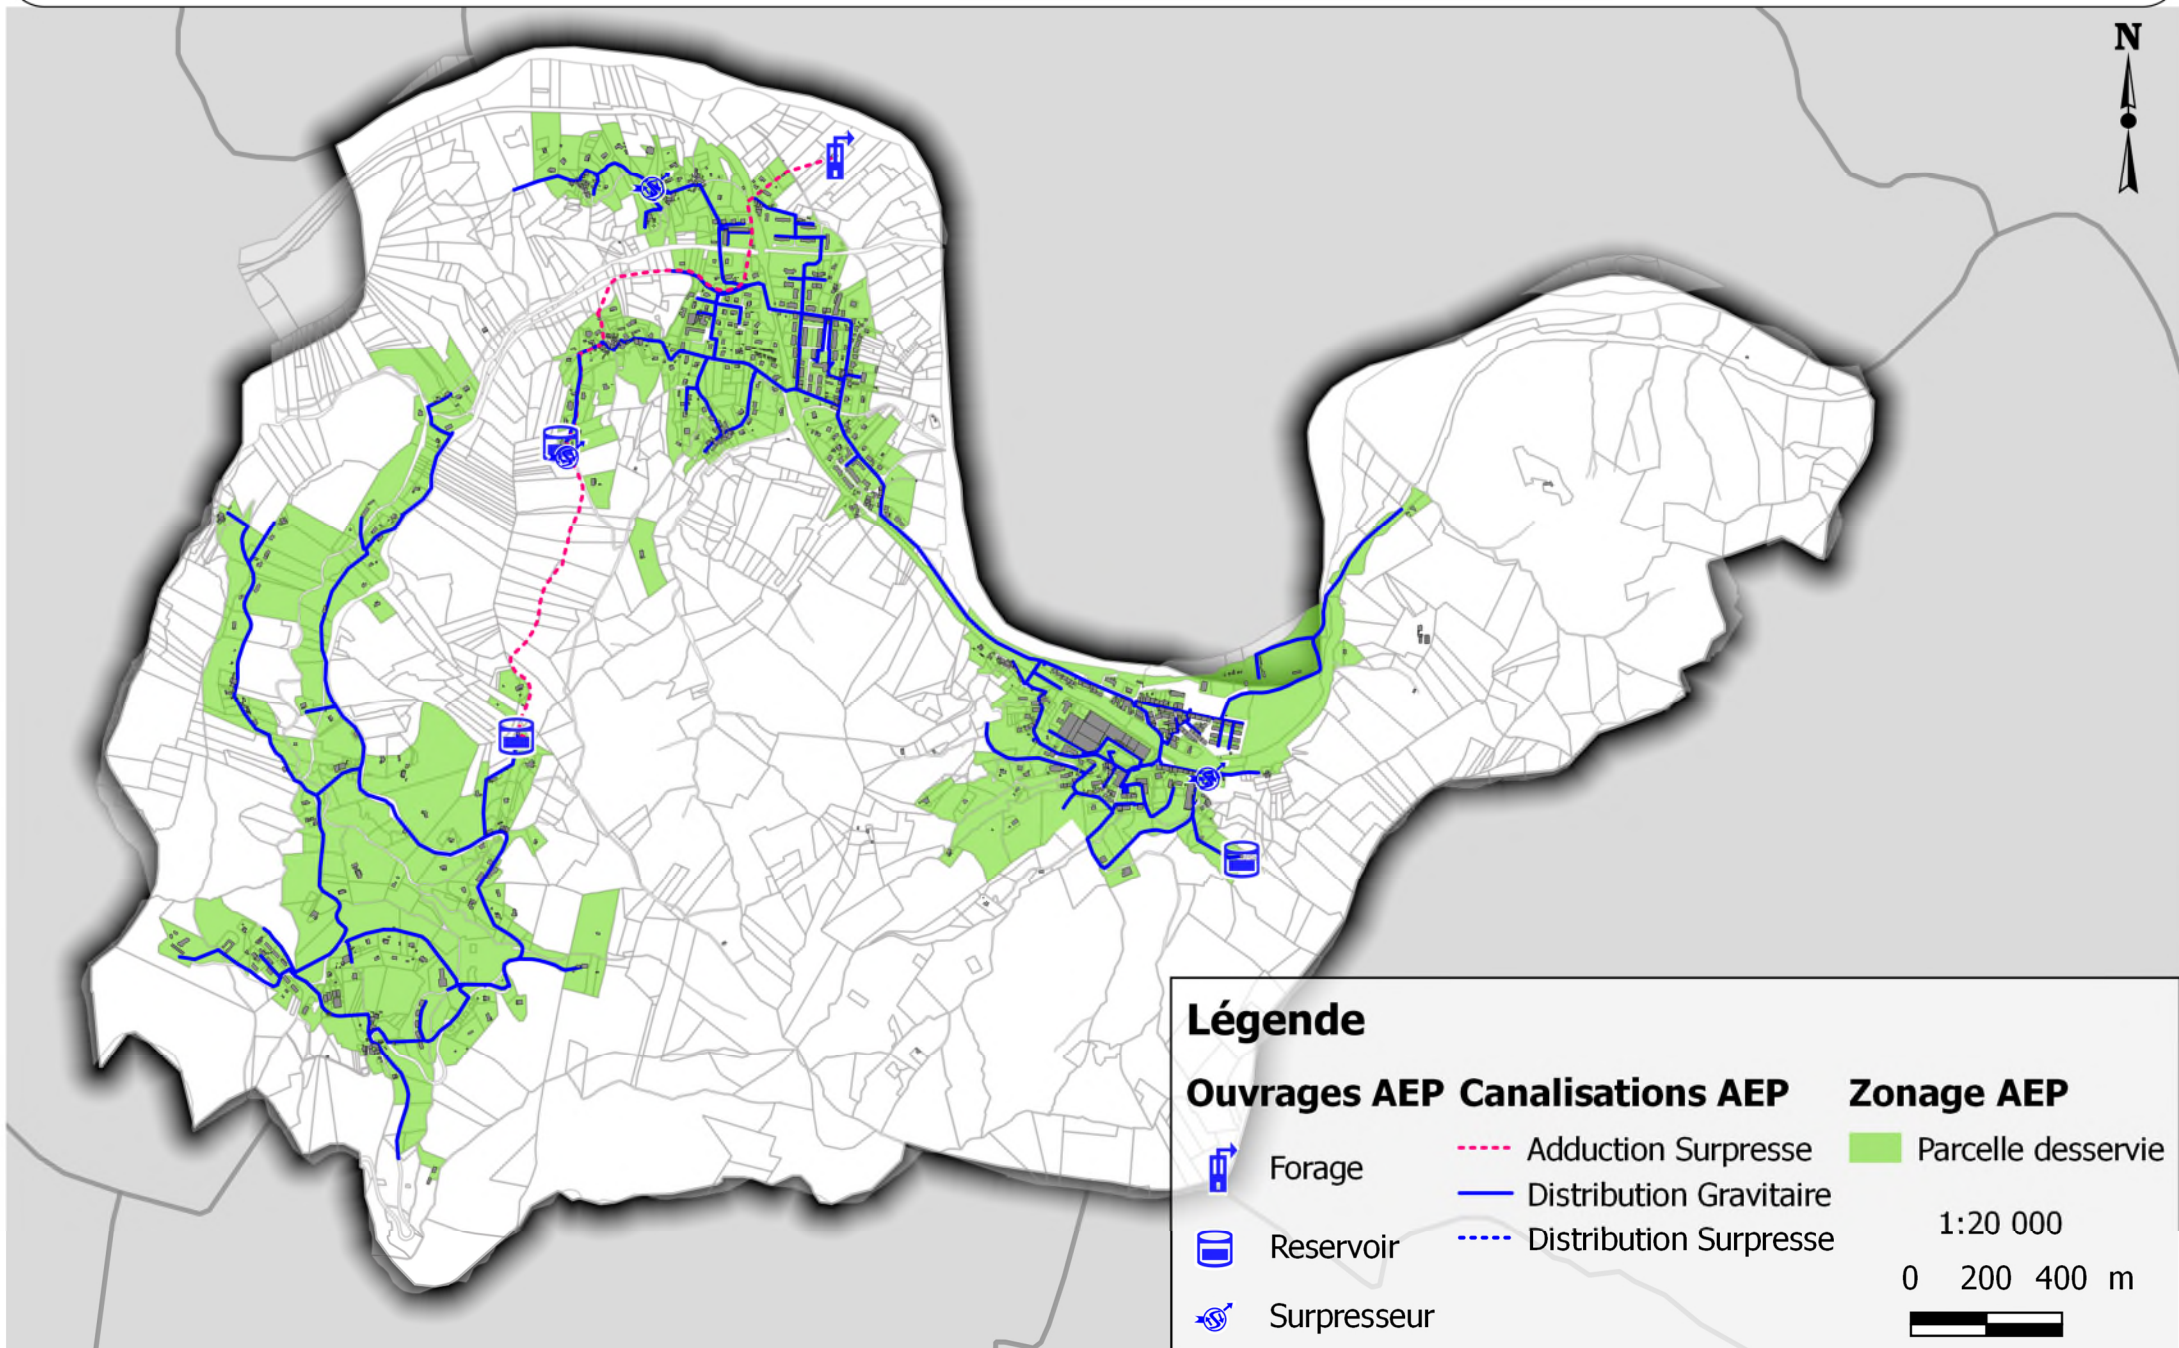 N
Légende
Ouvrages AEP
Forage
Reservoir
Surpresseur
Canalisations AEP
Adduction Surpresse
Distribution Gravitaire
Distribution Surpresse
Zonage AEP
Parcelle desservie
1:20 000
0 200 400 m